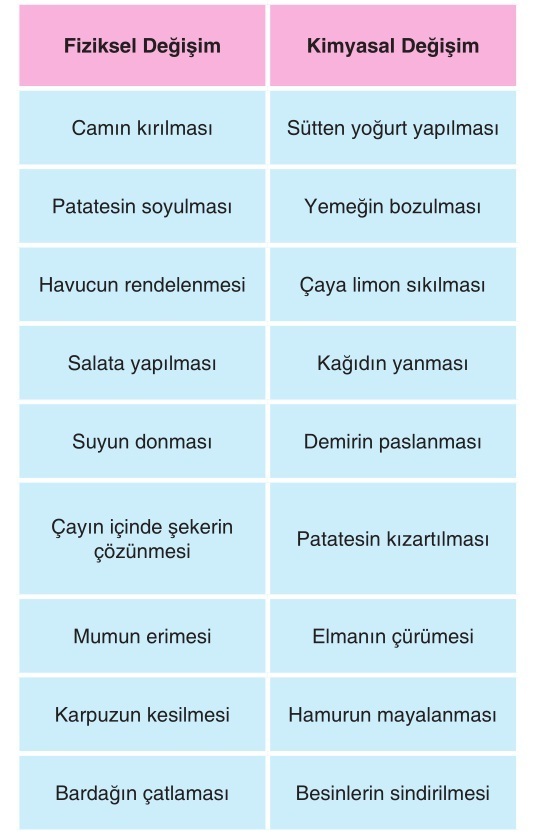 Fiziksel Değişim
Kimyasal Değişim
Camın kırılması
Sütten yoğurt yapılması
Patatesin soyulması
Yemeğin bozulması
Havucun rendelenmesi
Çaya limon sıkılması
Salata yapılması
Kağıdın yanması
Suyun donması
Demirin paslanması
Çayın içinde şekerin
çözünmesi
Patatesin kızartılması
Mumun erimesi
Elmanın çürümesi
Karpuzun kesilmesi
Hamurun mayalanması
Bardağın çatlaması
Besinlerin sindirilmesi